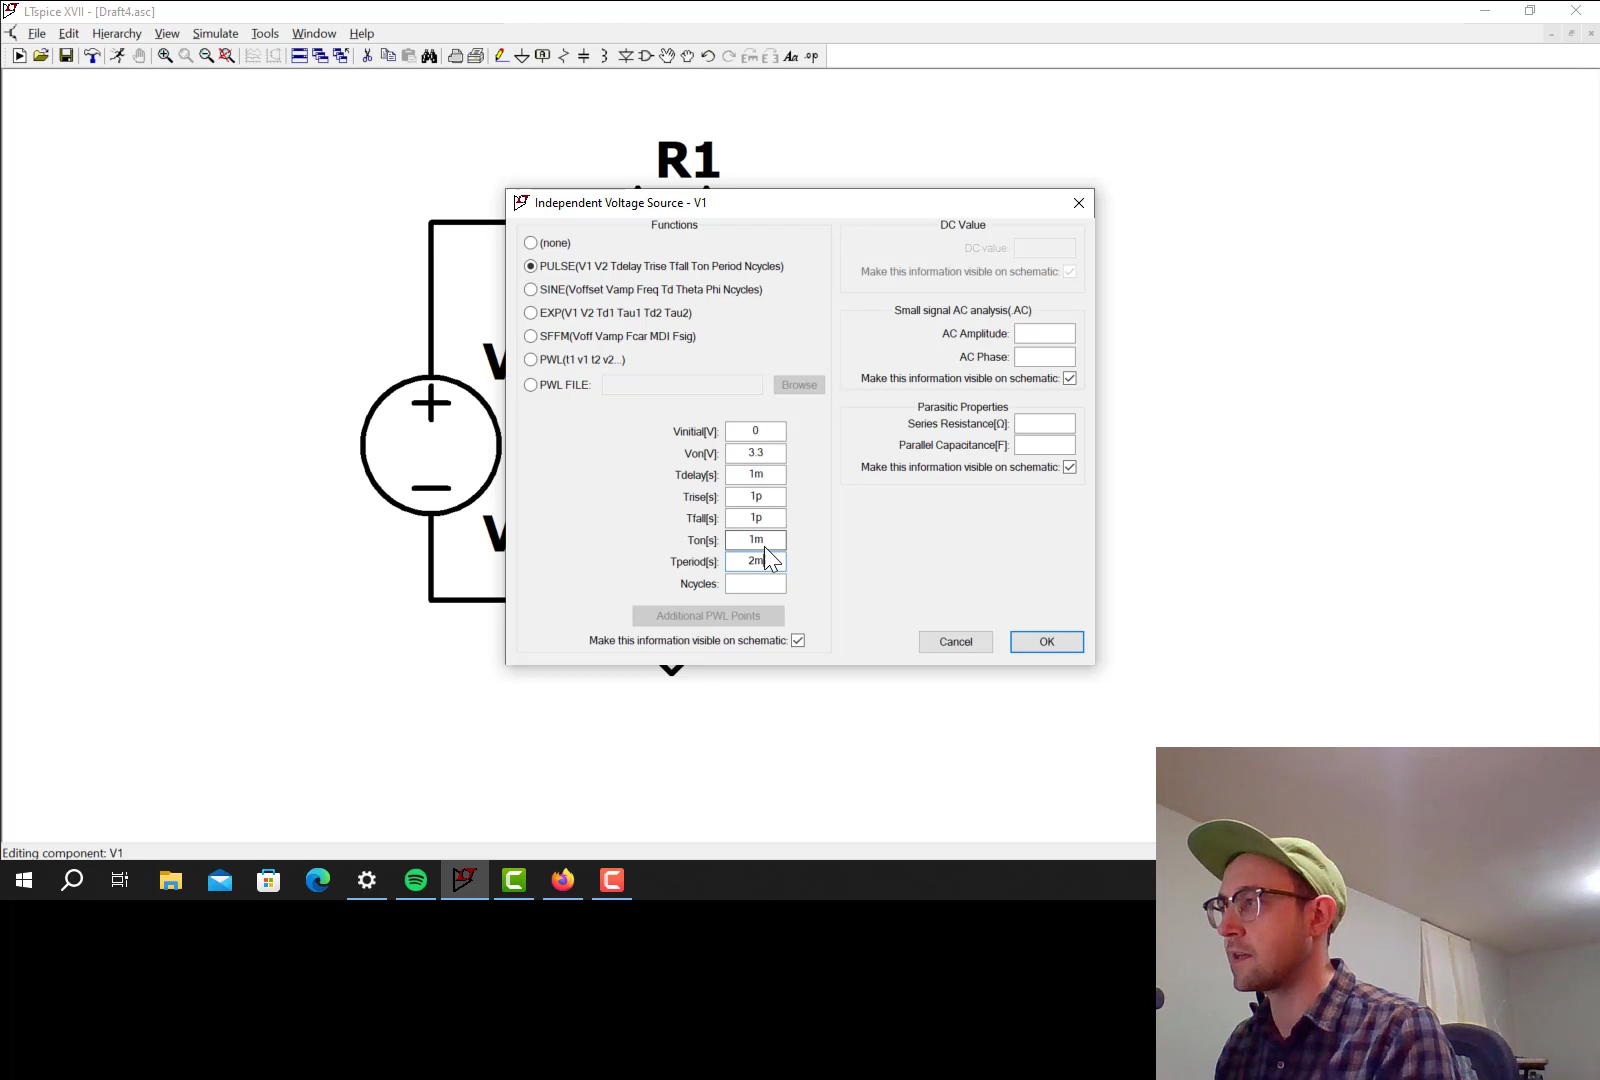 LTspice XVII - [Draft4.asc]
File Edit Hierarchy View Simulate Tools Window Help
Aa .op
R1
Independent Voltage Source - V1
Functions
(none)
PULSE(V1 V2 Tdelay Trise Tfall Ton Period Ncycles)
SINE(Voffset Vamp Freq Td Theta Phi Ncycles)
EXP(V1 V2 Td1 Tau1 Td2 Tau2)
SFFM(Voff Vamp Fcar MDI Fsig)
PWL(t1 v1 t2 v2...)
PWL FILE: Browse
Vinitial[V]: 0
Von[V]: 3.3
Tdelay[s]: 1m
Trise[s]: 1p
Tfall[s]: 1p
Ton[s]: 1m
Tperiod[s]: 2m
Ncycles:
Additional PWL Points
Make this information visible on schematic:
DC Value
DC value:
Make this information visible on schematic:
Small signal AC analysis(.AC)
AC Amplitude:
AC Phase:
Make this information visible on schematic:
Parasitic Properties
Series Resistance[Ω]:
Parallel Capacitance[F]:
Make this information visible on schematic:
Cancel OK
V
V
Editing component: V1